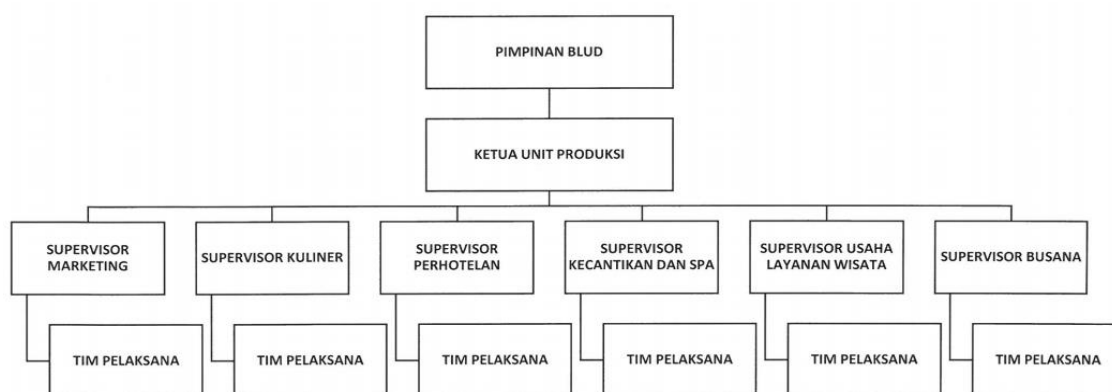 PIMPINAN BLUD
KETUA UNIT PRODUKSI
SUPERVISOR
MARKETING
SUPERVISOR KULINER
SUPERVISOR
PERHOTELAN
SUPERVISOR
KECANTIKAN DAN SPA
SUPERVISOR USAHA
LAYANAN WISATA
SUPERVISOR BUSANA
TIM PELAKSANA
TIM PELAKSANA
TIM PELAKSANA
TIM PELAKSANA
TIM PELAKSANA
TIM PELAKSANA